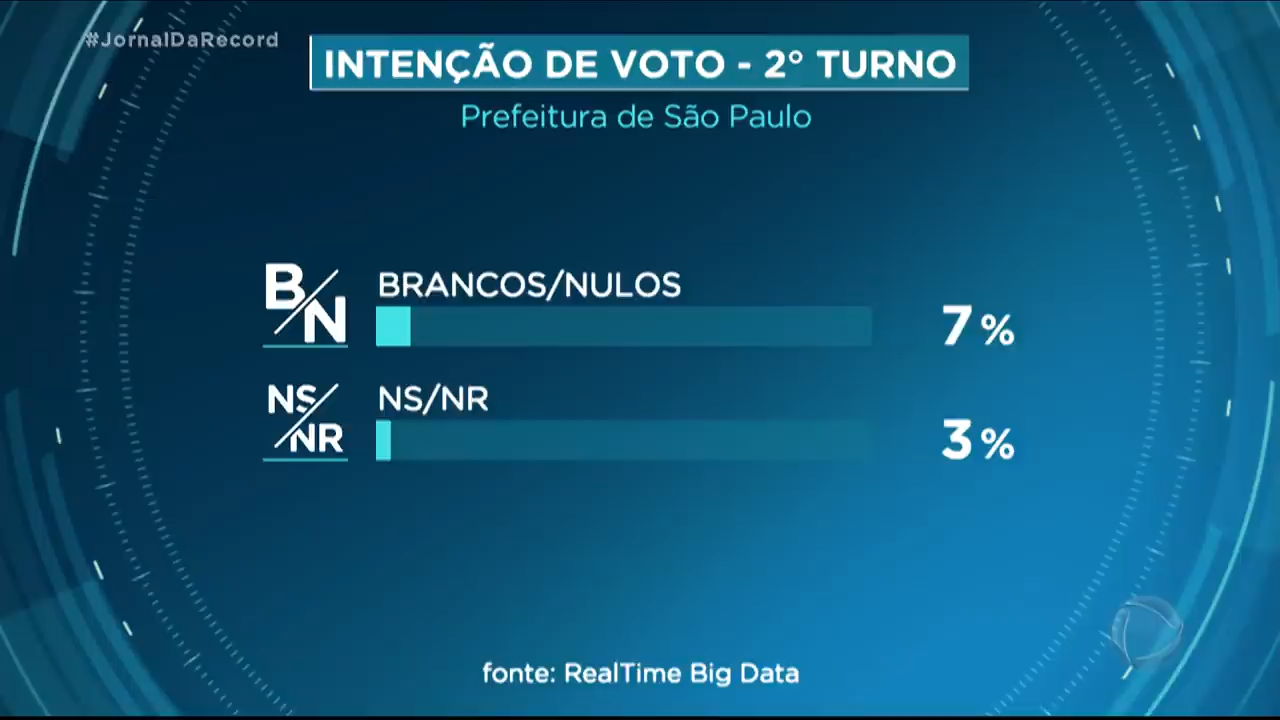 #JornalDaRecord
INTENÇÃO DE VOTO - 2° TURNO
Prefeitura de São Paulo
B/N
BRANCOS/NULOS
7%
NS/NR
NS/NR
3%
fonte: RealTime Big Data